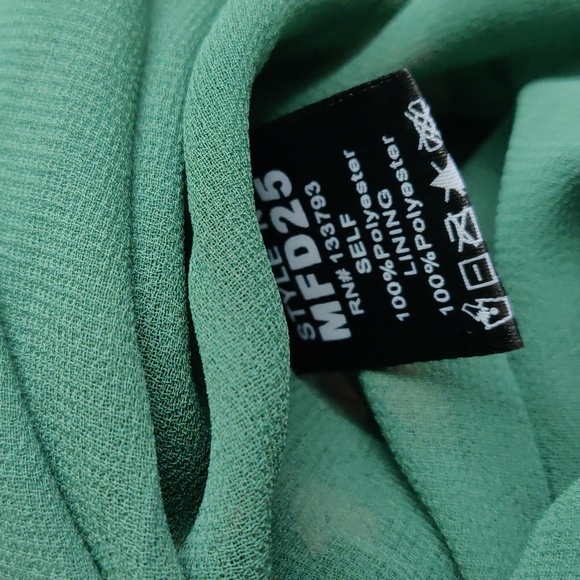 STYLE
MFD25
RN# 133793
SELF
100%Polyester
LINING
100%Polyester